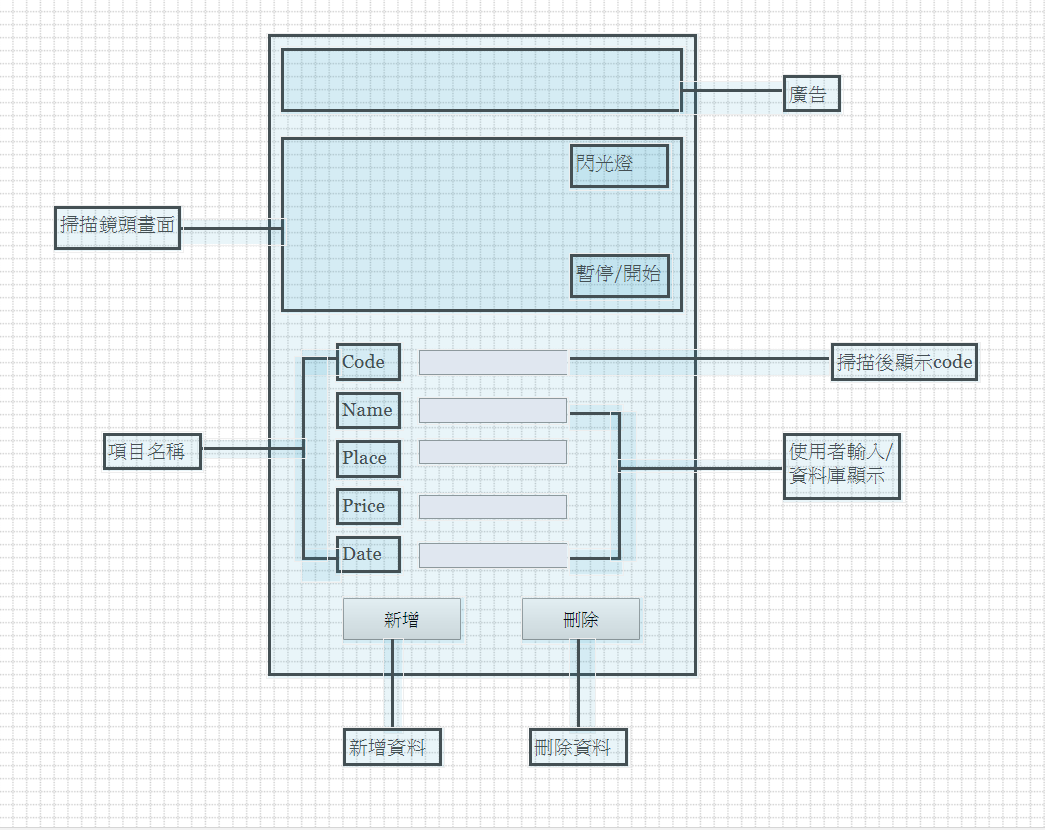 廣告
閃光燈
掃描鏡頭畫面
暫停/開始
Code
掃描後顯示code
Name
項目名稱
Place
使用者輸入/
資料庫顯示
Price
Date
新增
刪除
新增資料
刪除資料